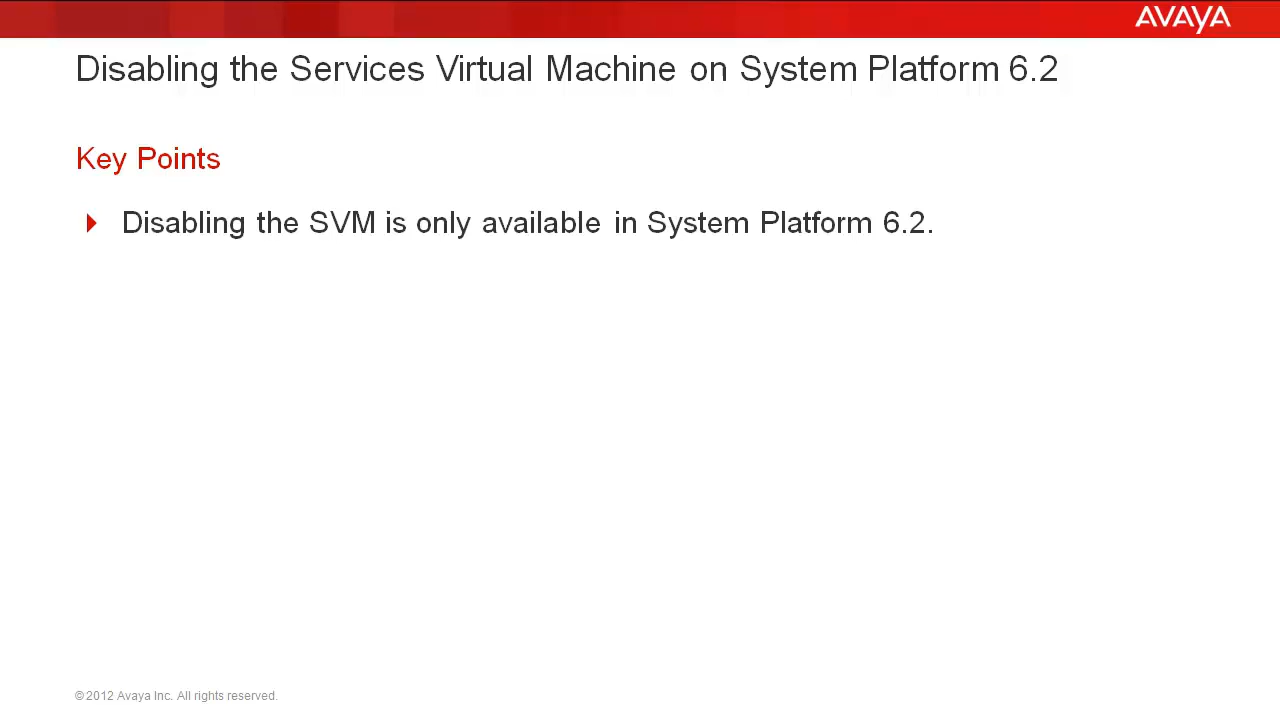 AVAYA
Disabling the Services Virtual Machine on System Platform 6.2
Key Points
Disabling the SVM is only available in System Platform 6.2.
© 2012 Avaya Inc. All rights reserved.